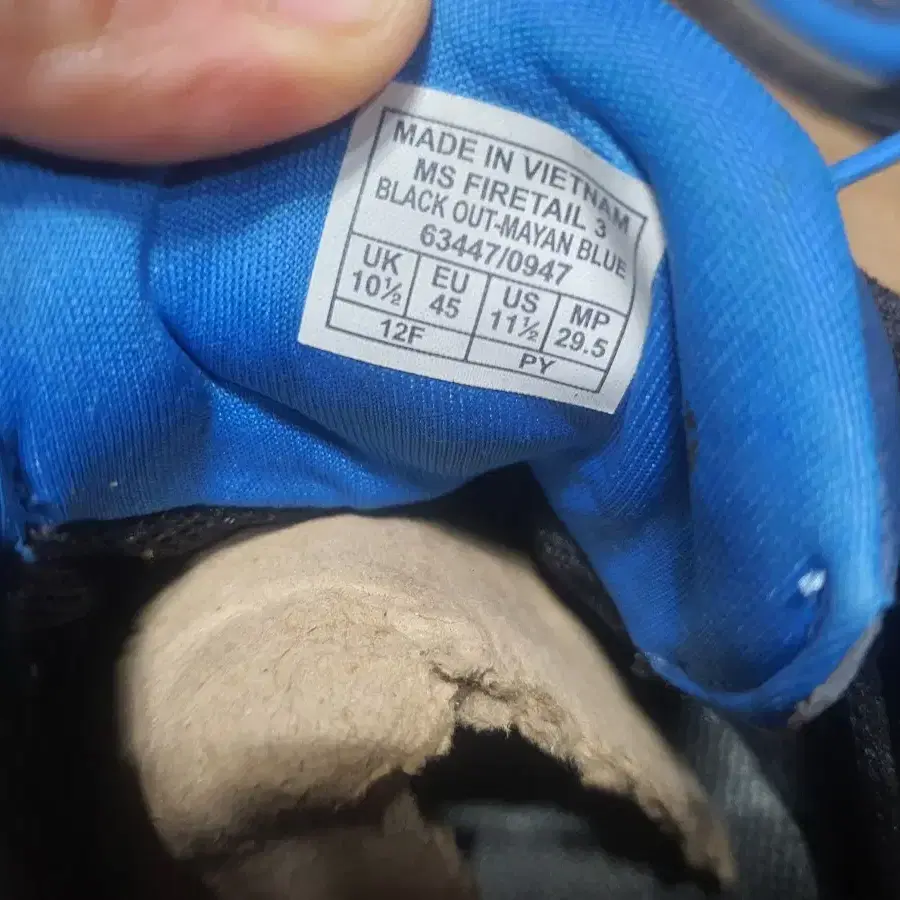 MADE IN VIETNAM
MS FIRETAIL 3
BLACK OUT-MAYAN BLUE
63447/0947
UK EU US MP
10½ 45 11½ 29.5
12F PY